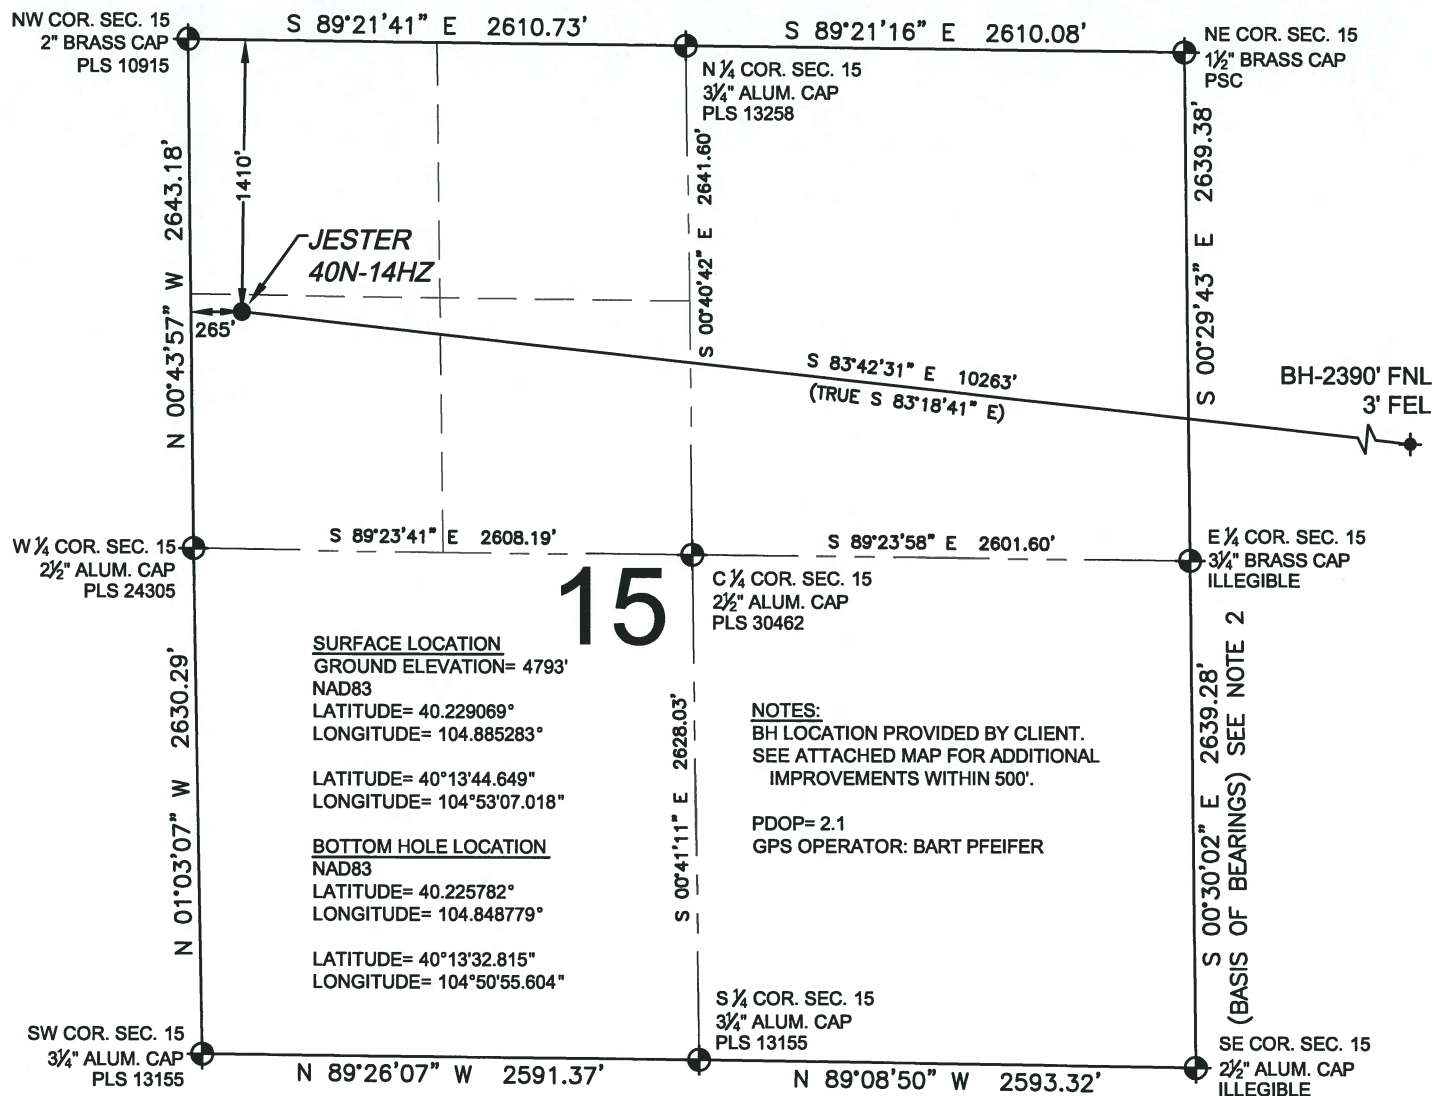 NW COR. SEC. 15
2" BRASS CAP
PLS 10915
S 89°21'41" E 2610.73'
S 89°21'16" E 2610.08'
NE COR. SEC. 15
1½" BRASS CAP
PSC
N ¼ COR. SEC. 15
3¼" ALUM. CAP
PLS 13258
N 00°43'57" W 2643.18'
1410'
S 00°40'42" E 2641.60'
S 00°29'43" E 2639.38'
JESTER
40N-14HZ
265'
S 83°42'31" E 10263'
(TRUE S 83°18'41" E)
BH-2390' FNL
3' FEL
W ¼ COR. SEC. 15
2½" ALUM. CAP
PLS 24305
S 89°23'41" E 2608.19'
S 89°23'58" E 2601.60'
E ¼ COR. SEC. 15
3¼" BRASS CAP
ILLEGIBLE
15
C ¼ COR. SEC. 15
2½" ALUM. CAP
PLS 30462
N 01°03'07" W 2630.29'
SURFACE LOCATION
GROUND ELEVATION= 4793'
NAD83
LATITUDE= 40.229069°
LONGITUDE= 104.885283°
LATITUDE= 40°13'44.649"
LONGITUDE= 104°53'07.018"
BOTTOM HOLE LOCATION
NAD83
LATITUDE= 40.225782°
LONGITUDE= 104.848779°
LATITUDE= 40°13'32.815"
LONGITUDE= 104°50'55.604"
S 00°41'11" E 2628.03'
NOTES:
BH LOCATION PROVIDED BY CLIENT.
SEE ATTACHED MAP FOR ADDITIONAL
IMPROVEMENTS WITHIN 500'.
PDOP= 2.1
GPS OPERATOR: BART PFEIFER
S 00°30'02" E 2639.28'
(BASIS OF BEARINGS) SEE NOTE 2
SW COR. SEC. 15
3¼" ALUM. CAP
PLS 13155
N 89°26'07" W 2591.37'
S ¼ COR. SEC. 15
3¼" ALUM. CAP
PLS 13155
N 89°08'50" W 2593.32'
SE COR. SEC. 15
2½" ALUM. CAP
ILLEGIBLE